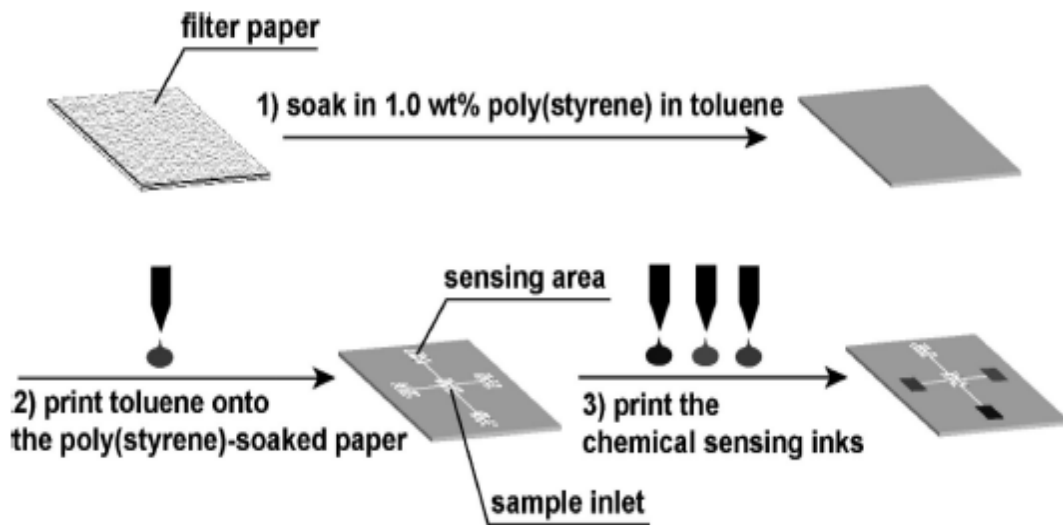 filter paper
1) soak in 1.0 wt% poly(styrene) in toluene
sensing area
2) print toluene onto
the poly(styrene)-soaked paper
3) print the
chemical sensing inks
sample inlet